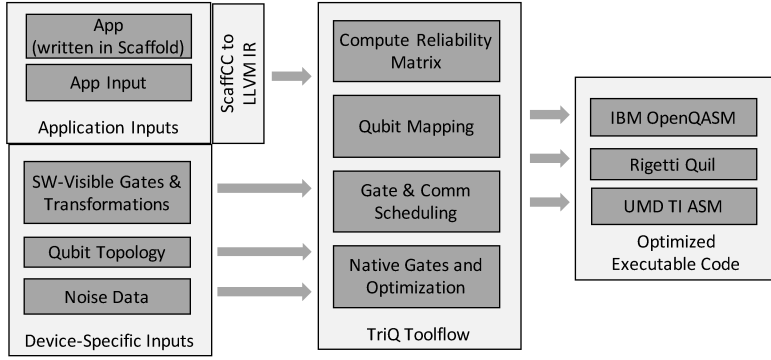 App
(written in Scaffold)
App Input
Application Inputs
ScaffCC to
LLVM IR
SW-Visible Gates &
Transformations
Qubit Topology
Noise Data
Device-Specific Inputs
Compute Reliability
Matrix
Qubit Mapping
Gate & Comm
Scheduling
Native Gates and
Optimization
TriQ Toolflow
IBM OpenQASM
Rigetti Quil
UMD TI ASM
Optimized
Executable Code